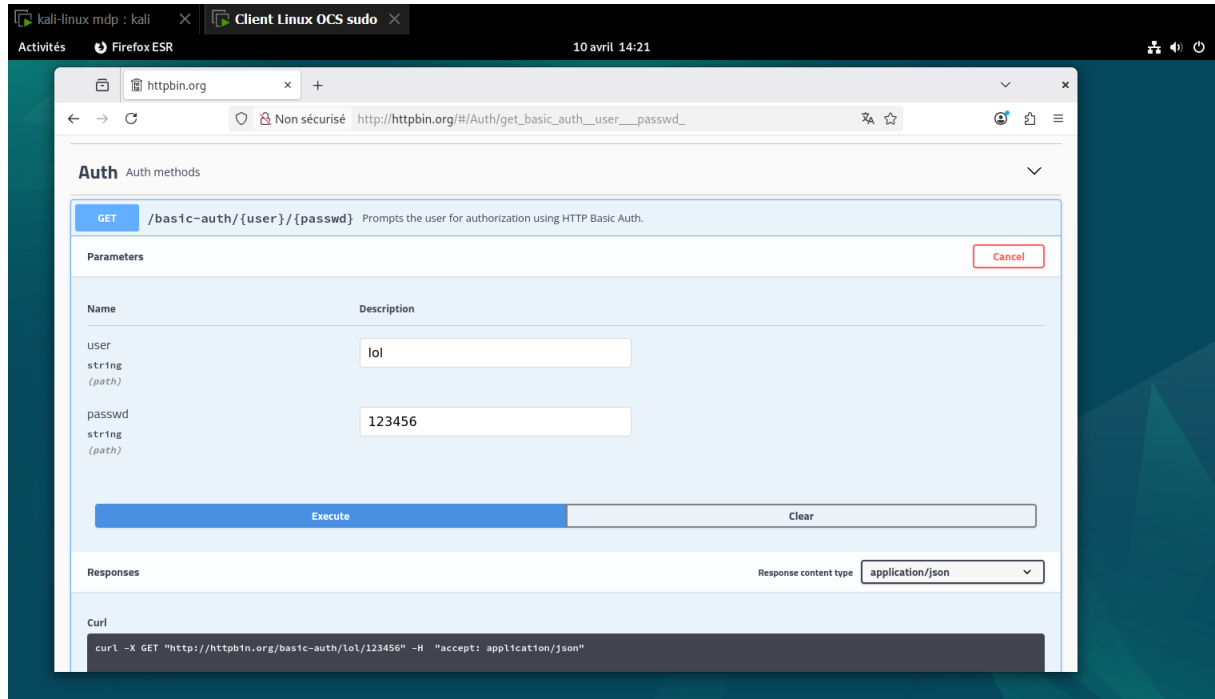 kali-linux mdp : kali
Client Linux OCS sudo
Activités Firefox ESR 10 avril 14:21
httpbin.org
Non sécurisé http://httpbin.org/#/Auth/get_basic_auth__user___passwd_
Auth Auth methods
GET /basic-auth/{user}/{passwd} Prompts the user for authorization using HTTP Basic Auth.
Parameters Cancel
Name Description
user lol
string
(path)
passwd 123456
string
(path)
Execute Clear
Responses Response content type application/json
Curl
curl -X GET "http://httpbin.org/basic-auth/lol/123456" -H "accept: application/json"